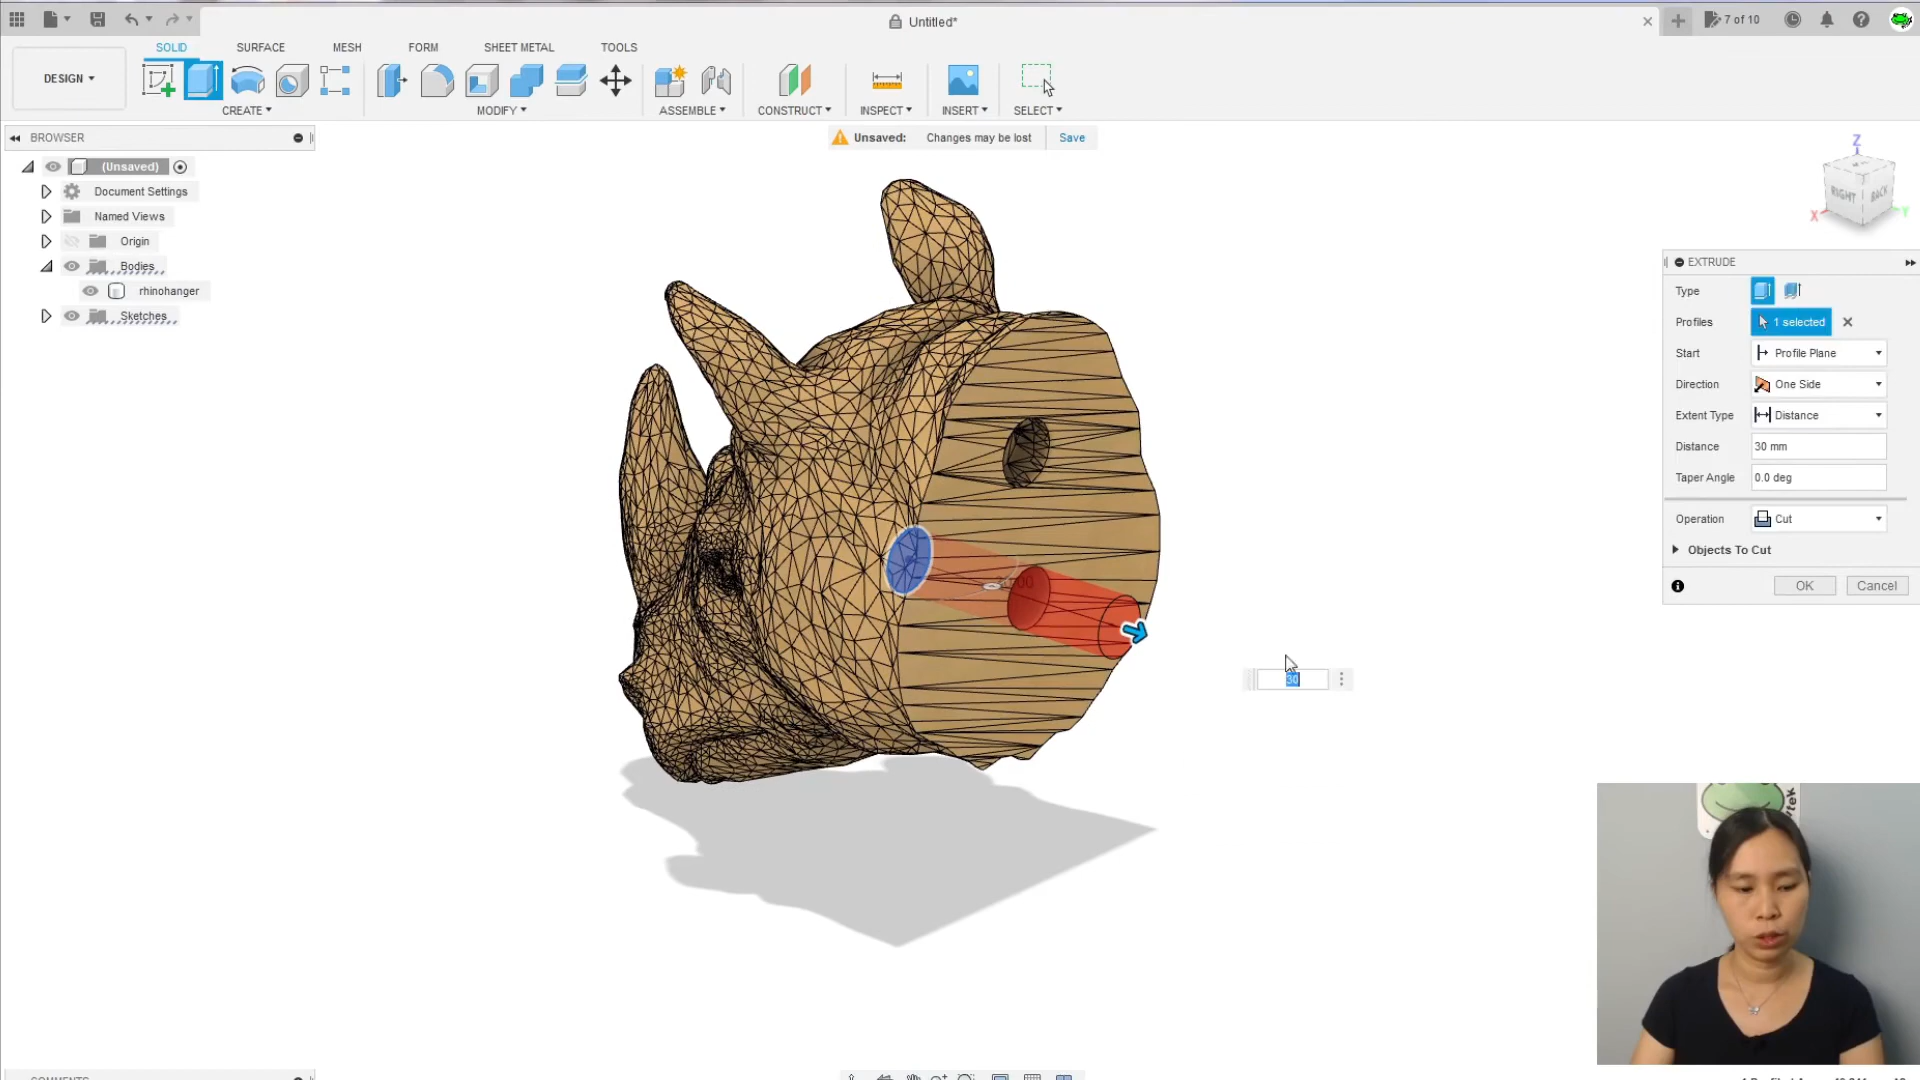 Untitled*
7 of 10
DESIGN
SOLID
SURFACE
MESH
FORM
SHEET METAL
TOOLS
CREATE
MODIFY
ASSEMBLE
CONSTRUCT
INSPECT
INSERT
SELECT
BROWSER
Unsaved: Changes may be lost Save
(Unsaved)
Document Settings
Named Views
Origin
Bodies
rhinohanger
Sketches
Z
RIGHT
BACK
X
Y
EXTRUDE
Type
Profiles 1 selected
Start Profile Plane
Direction One Side
Extent Type Distance
Distance 30 mm
Taper Angle 0.0 deg
Operation Cut
Objects To Cut
OK Cancel
30
COMMENTS